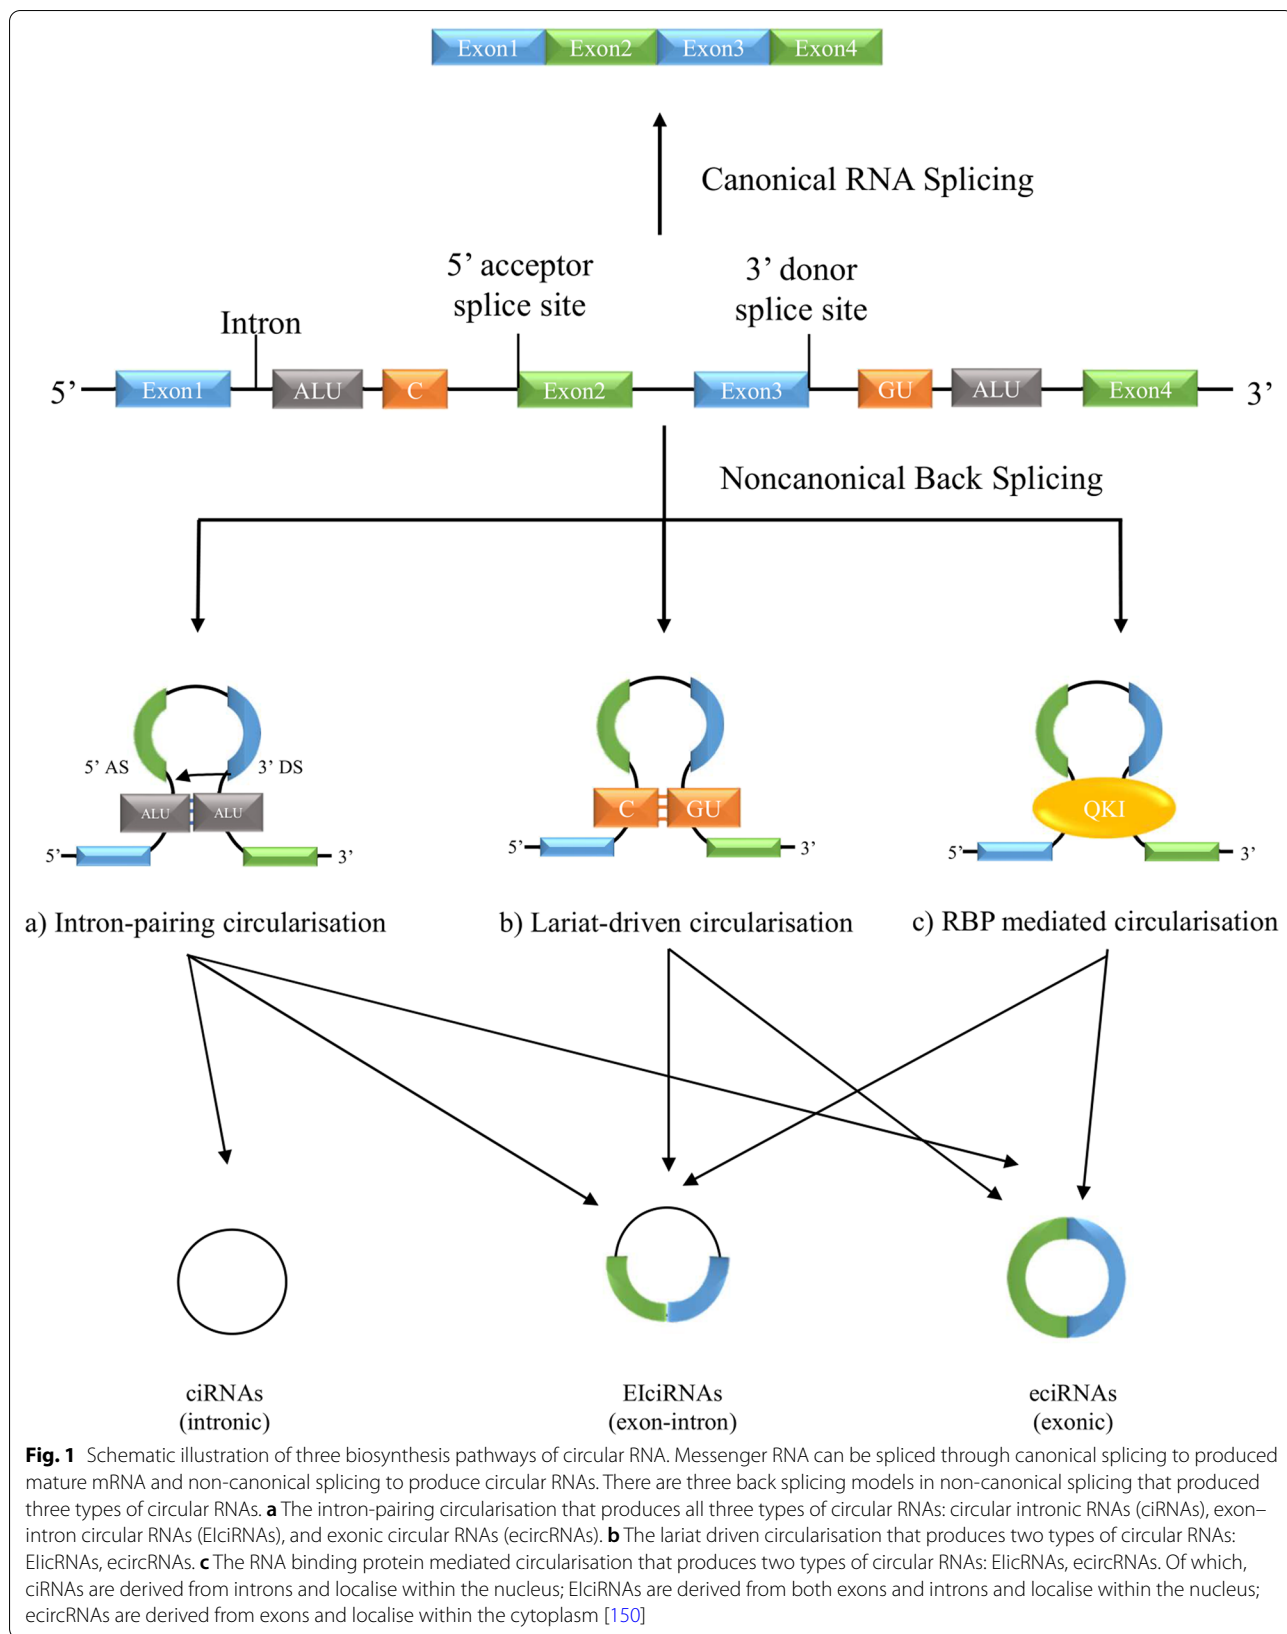 Exon1 Exon2 Exon3 Exon4
Canonical RNA Splicing
5’ acceptor
splice site
3’ donor
splice site
Intron
5’ Exon1 ALU C Exon2 Exon3 GU ALU Exon4 3’
Noncanonical Back Splicing
5’ AS 3’ DS
ALU ALU
5’ 3’
C GU
5’ 3’
QKI
5’ 3’
a) Intron-pairing circularisation
b) Lariat-driven circularisation
c) RBP mediated circularisation
ciRNAs
(intronic)
EIciRNAs
(exon-intron)
eciRNAs
(exonic)
Fig. 1 Schematic illustration of three biosynthesis pathways of circular RNA. Messenger RNA can be spliced through canonical splicing to produced
mature mRNA and non-canonical splicing to produce circular RNAs. There are three back splicing models in non-canonical splicing that produced
three types of circular RNAs. a The intron-pairing circularisation that produces all three types of circular RNAs: circular intronic RNAs (ciRNAs), exon–
intron circular RNAs (EIciRNAs), and exonic circular RNAs (ecircRNAs). b The lariat driven circularisation that produces two types of circular RNAs:
EIicRNAs, ecircRNAs. c The RNA binding protein mediated circularisation that produces two types of circular RNAs: EIicRNAs, ecircRNAs. Of which,
ciRNAs are derived from introns and localise within the nucleus; EIciRNAs are derived from both exons and introns and localise within the nucleus;
ecircRNAs are derived from exons and localise within the cytoplasm [150]